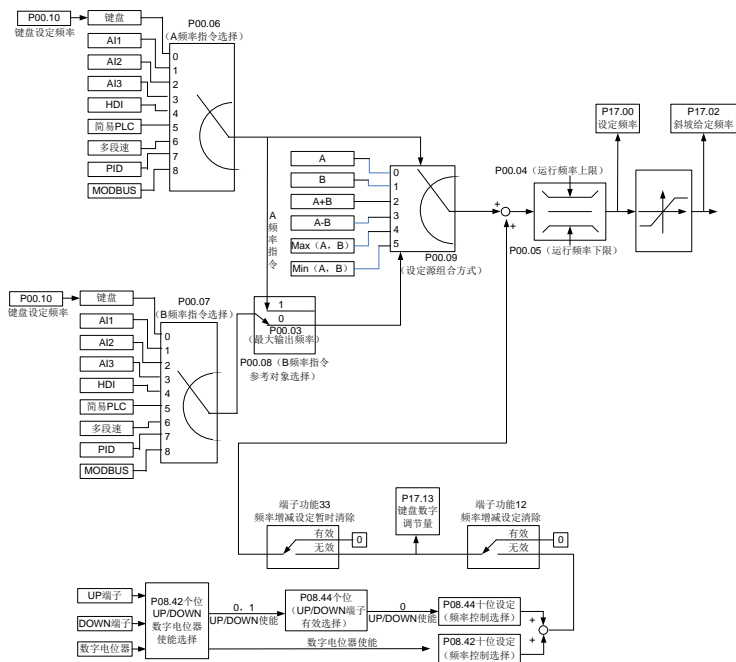 P00.10
键盘设定频率
键盘
AI1
AI2
AI3
HDI
简易PLC
多段速
PID
MODBUS
P00.06
（A频率指令选择）
0
1
2
3
4
5
6
7
8
A频率指令
A
B
A+B
A-B
Max（A，B）
Min（A，B）
0
1
2
3
4
5
P00.09
（设定源组合方式）
+
+
P00.04（运行频率上限）
P00.05（运行频率下限）
P17.00
设定频率
P17.02
斜坡给定频率
P00.10
键盘设定频率
键盘
AI1
AI2
AI3
HDI
简易PLC
多段速
PID
MODBUS
P00.07
（B频率指令选择）
0
1
2
3
4
5
6
7
8
1
0
P00.03
（最大输出频率）
P00.08（B频率指令
参考对象选择）
端子功能33
频率增减设定暂时清除
有效
无效
0
P17.13
键盘数字
调节量
端子功能12
频率增减设定清除
有效
无效
0
UP端子
DOWN端子
数字电位器
P08.42个位
UP/DOWN
数字电位器
使能选择
0，1
UP/DOWN使能
P08.44个位
（UP/DOWN端子
有效选择）
0
UP/DOWN使能
P08.44十位设定
（频率控制选择）
数字电位器使能
P08.42十位设定
（频率控制选择）
+
+